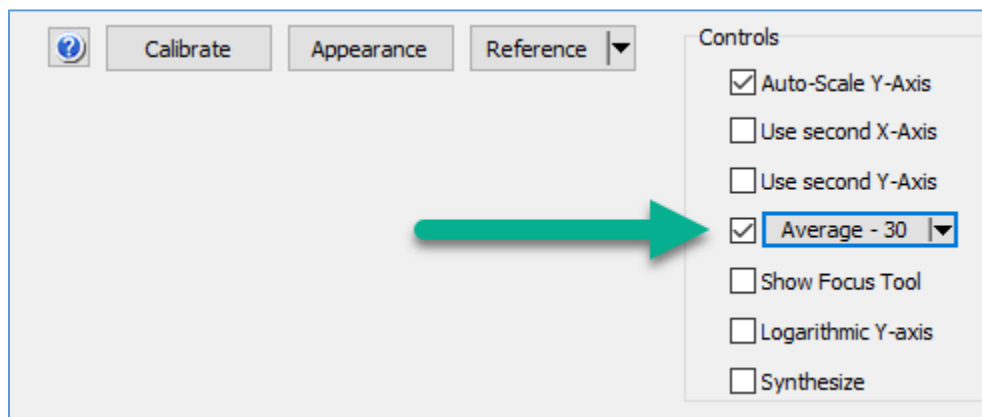 Calibrate Appearance Reference
Controls
Auto-Scale Y-Axis
Use second X-Axis
Use second Y-Axis
Average - 30
Show Focus Tool
Logarithmic Y-axis
Synthesize